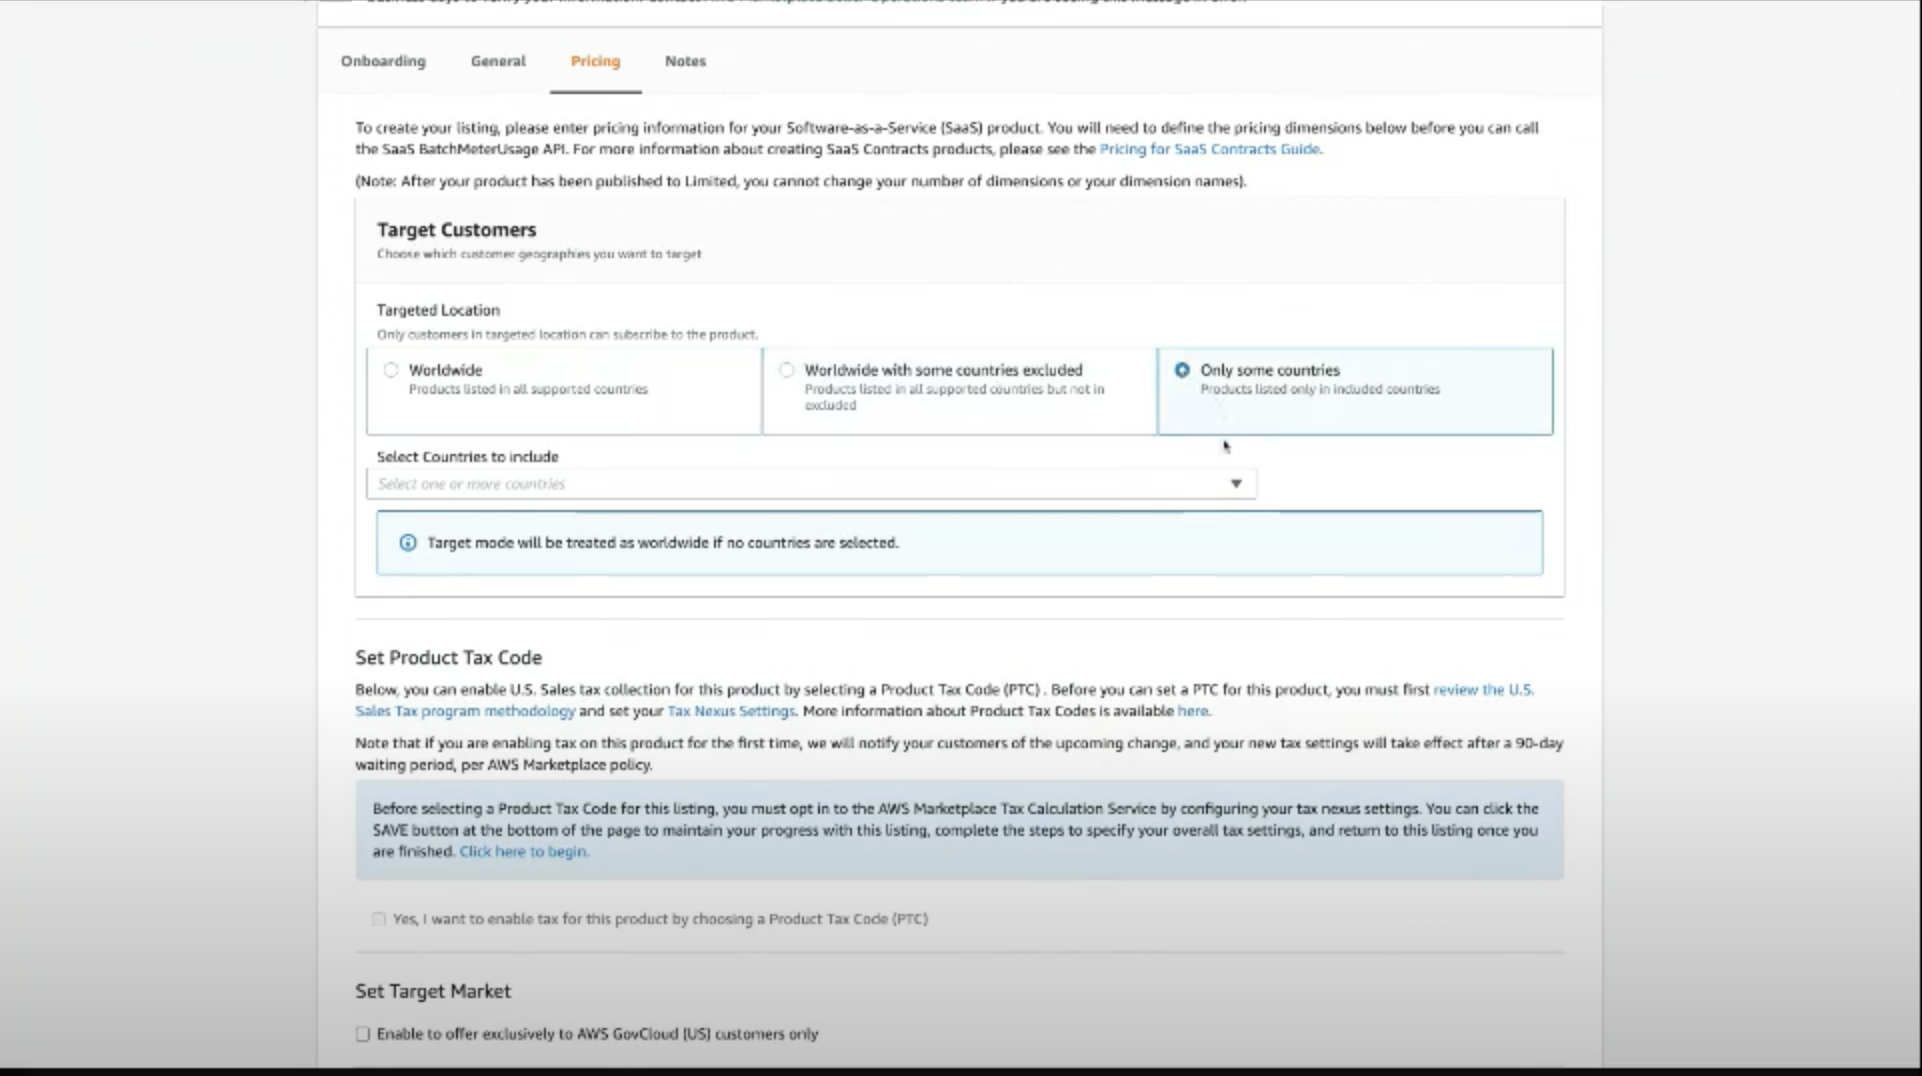 Onboarding General Pricing Notes
To create your listing, please enter pricing information for your Software-as-a-Service (SaaS) product. You will need to define the pricing dimensions below before you can call
the SaaS BatchMeterUsage API. For more information about creating SaaS Contracts products, please see the Pricing for SaaS Contracts Guide.
(Note: After your product has been published to Limited, you cannot change your number of dimensions or your dimension names).
Target Customers
Choose which customer geographies you want to target
Targeted Location
Only customers in targeted location can subscribe to the product.
Worldwide
Products listed in all supported countries
Worldwide with some countries excluded
Products listed in all supported countries but not in
excluded
Only some countries
Products listed only in included countries
Select Countries to include
Select one or more countries
Target mode will be treated as worldwide if no countries are selected.
Set Product Tax Code
Below, you can enable U.S. Sales tax collection for this product by selecting a Product Tax Code (PTC) . Before you can set a PTC for this product, you must first review the U.S.
Sales Tax program methodology and set your Tax Nexus Settings. More information about Product Tax Codes is available here.
Note that if you are enabling tax on this product for the first time, we will notify your customers of the upcoming change, and your new tax settings will take effect after a 90-day
waiting period, per AWS Marketplace policy.
Before selecting a Product Tax Code for this listing, you must opt in to the AWS Marketplace Tax Calculation Service by configuring your tax nexus settings. You can click the
SAVE button at the bottom of the page to maintain your progress with this listing, complete the steps to specify your overall tax settings, and return to this listing once you
are finished. Click here to begin.
Yes, I want to enable tax for this product by choosing a Product Tax Code (PTC)
Set Target Market
Enable to offer exclusively to AWS GovCloud (US) customers only